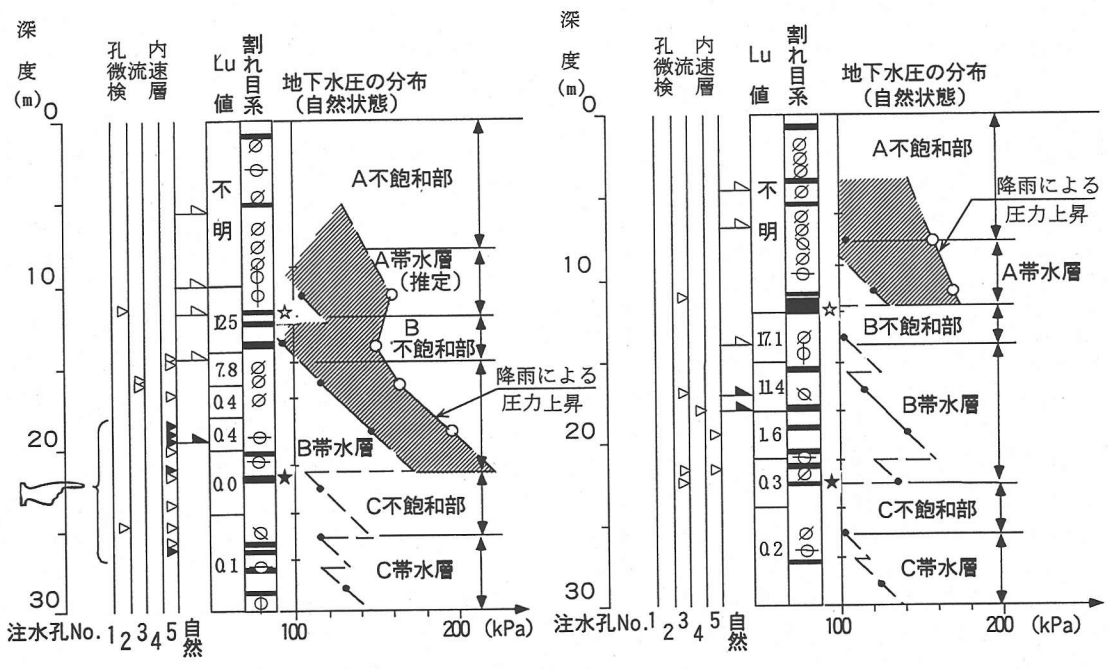 深度(m)
孔内微流速検層
Lu値
割れ目系
地下水圧の分布
(自然状態)
0
10
20
30
不明
125
7.8
0.4
0.4
0.0
0.1
A不飽和部
A帯水層
(推定)
B
不飽和部
降雨による
圧力上昇
B帯水層
C不飽和部
C帯水層
注水孔No. 1 2 3 4 5 自然
100
200
(kPa)
深度(m)
孔内微流速検層
Lu値
割れ目系
地下水圧の分布
(自然状態)
0
10
20
30
不明
17.1
11.4
1.6
0.3
0.2
A不飽和部
降雨による
圧力上昇
A帯水層
B不飽和部
B帯水層
C不飽和部
C帯水層
注水孔No. 1 2 3 4 5 自然
100
200
(kPa)